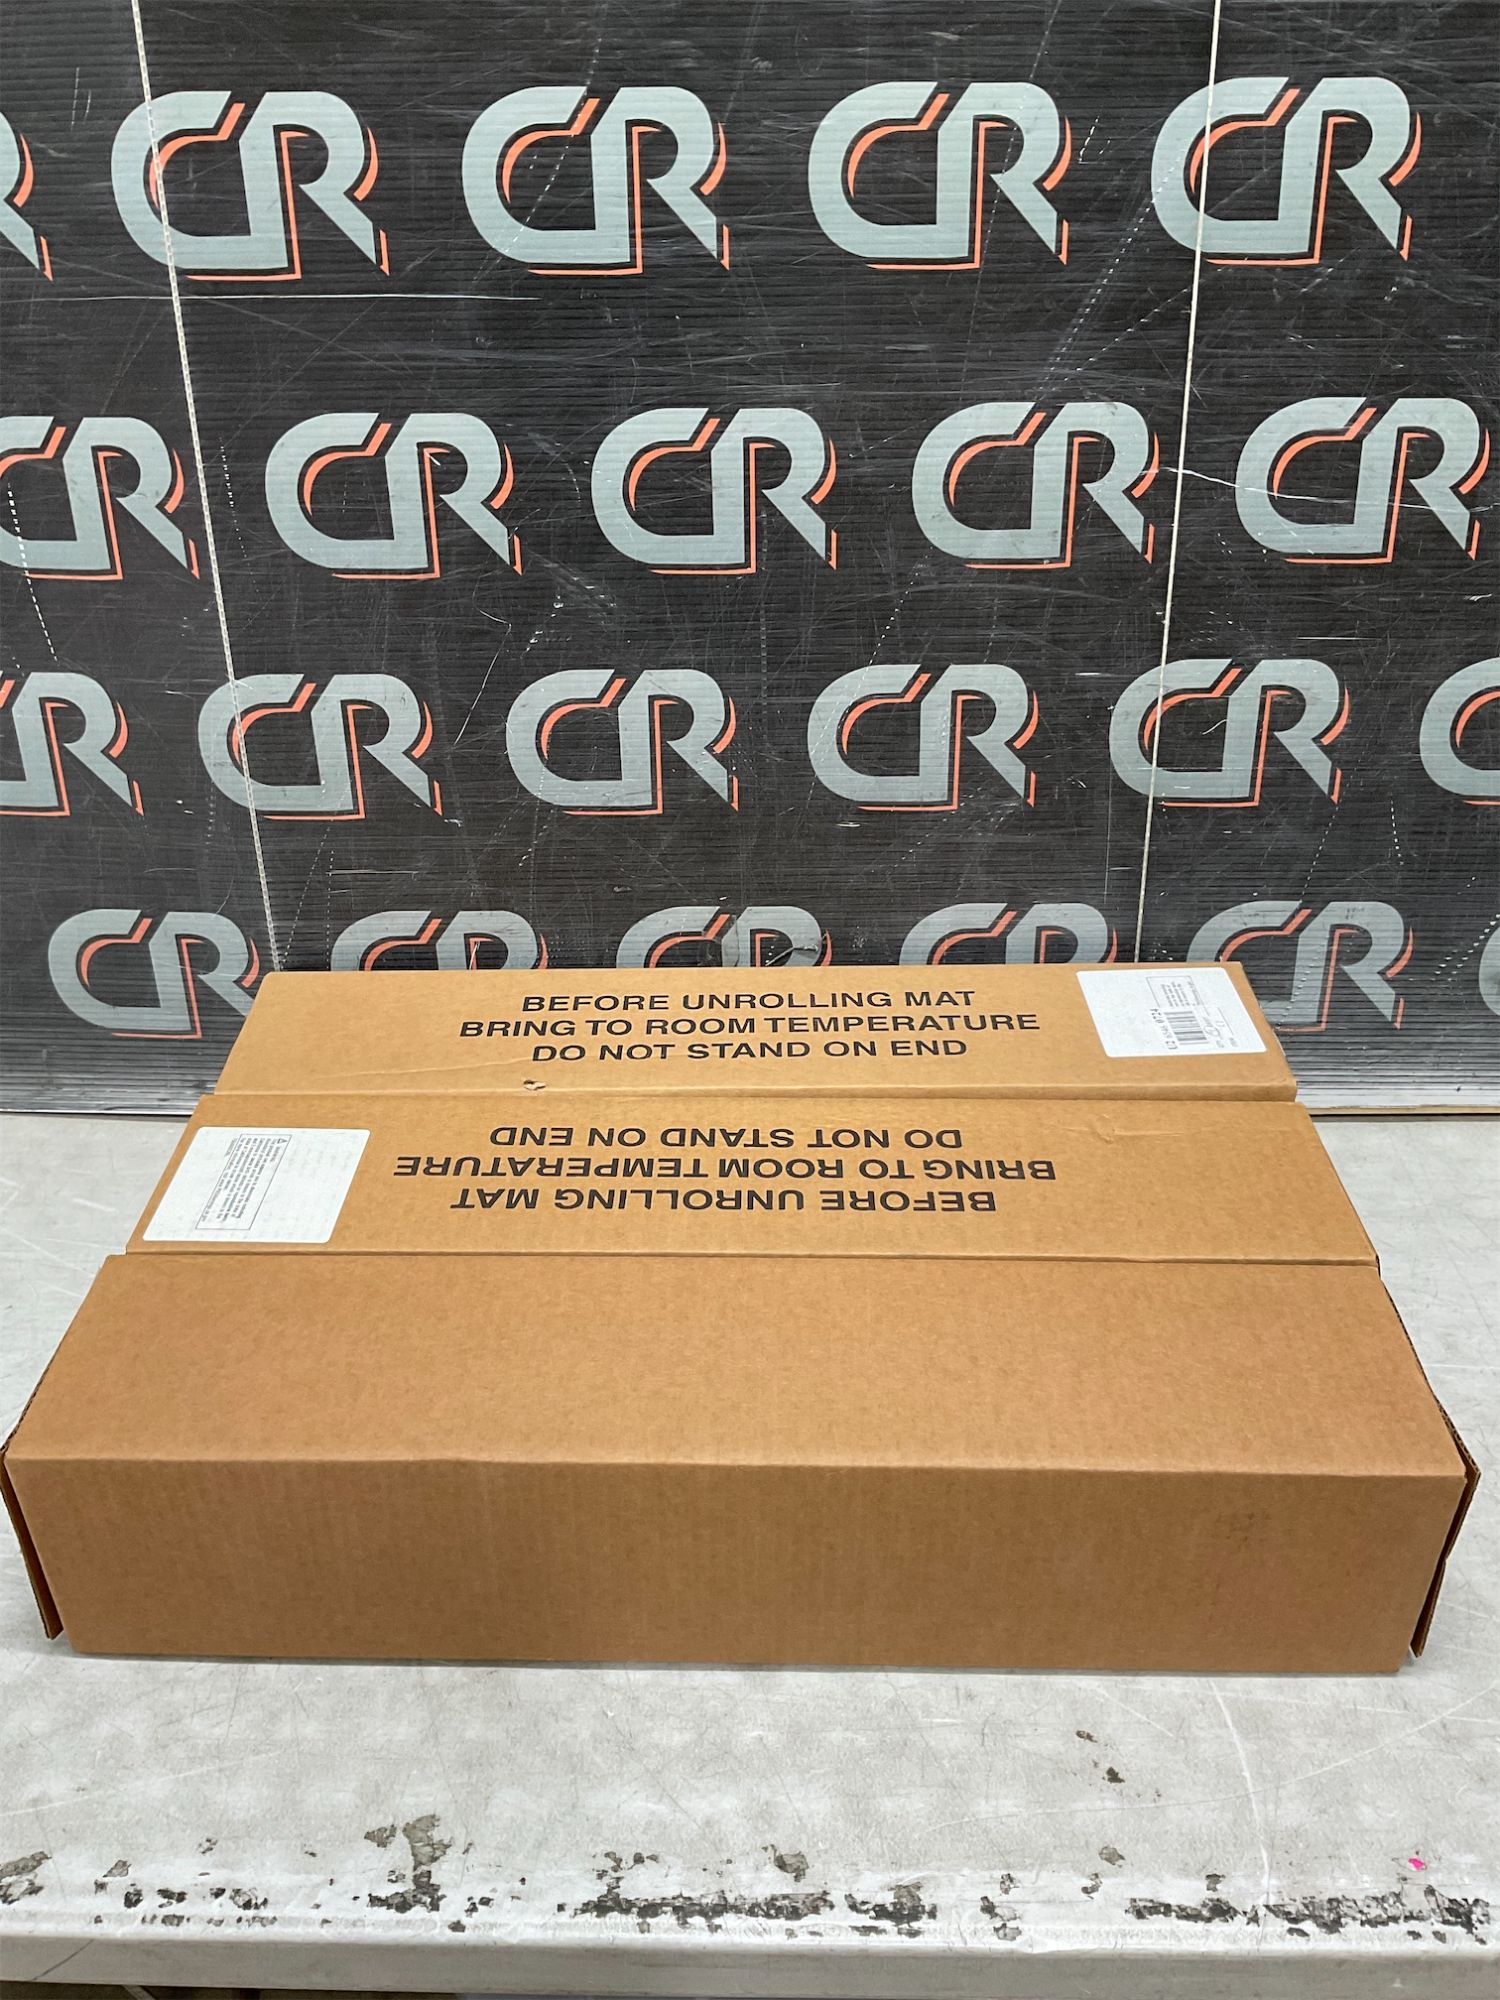 CR CR CR CR
CR CR CR CR CR
CR CR CR CR CR
CR CR CR CR CR
BEFORE UNROLLING MAT
BRING TO ROOM TEMPERATURE
DO NOT STAND ON END
BEFORE UNROLLING MAT
BRING TO ROOM TEMPERATURE
DO NOT STAND ON END